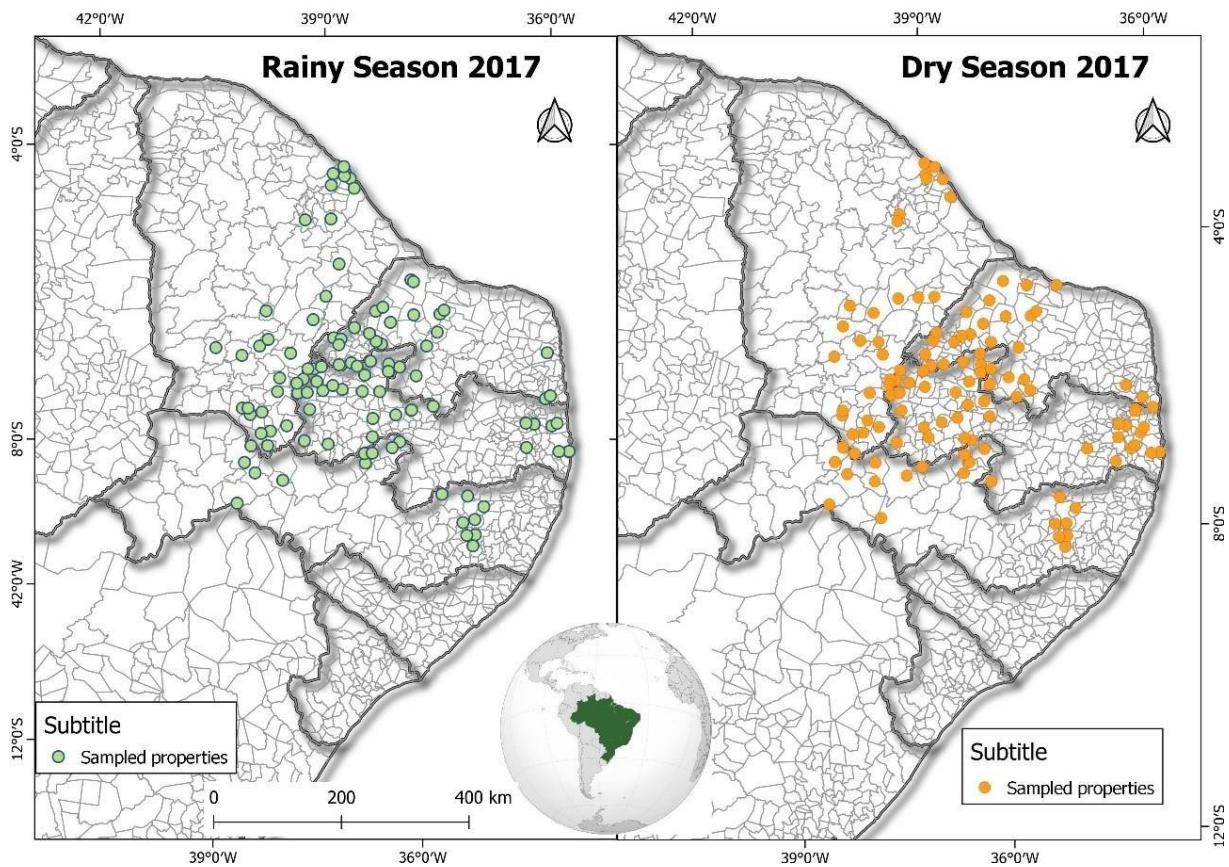 42°0'W 39°0'W 36°0'W 42°0'W 39°0'W 36°0'W
Rainy Season 2017
Dry Season 2017
4°0'S
4°0'S
8°0'S
8°0'S
42°0'W
Subtitle
Sampled properties
12°0'S
Subtitle
Sampled properties
0 200 400 km
12°0'S
39°0'W 36°0'W 39°0'W 36°0'W